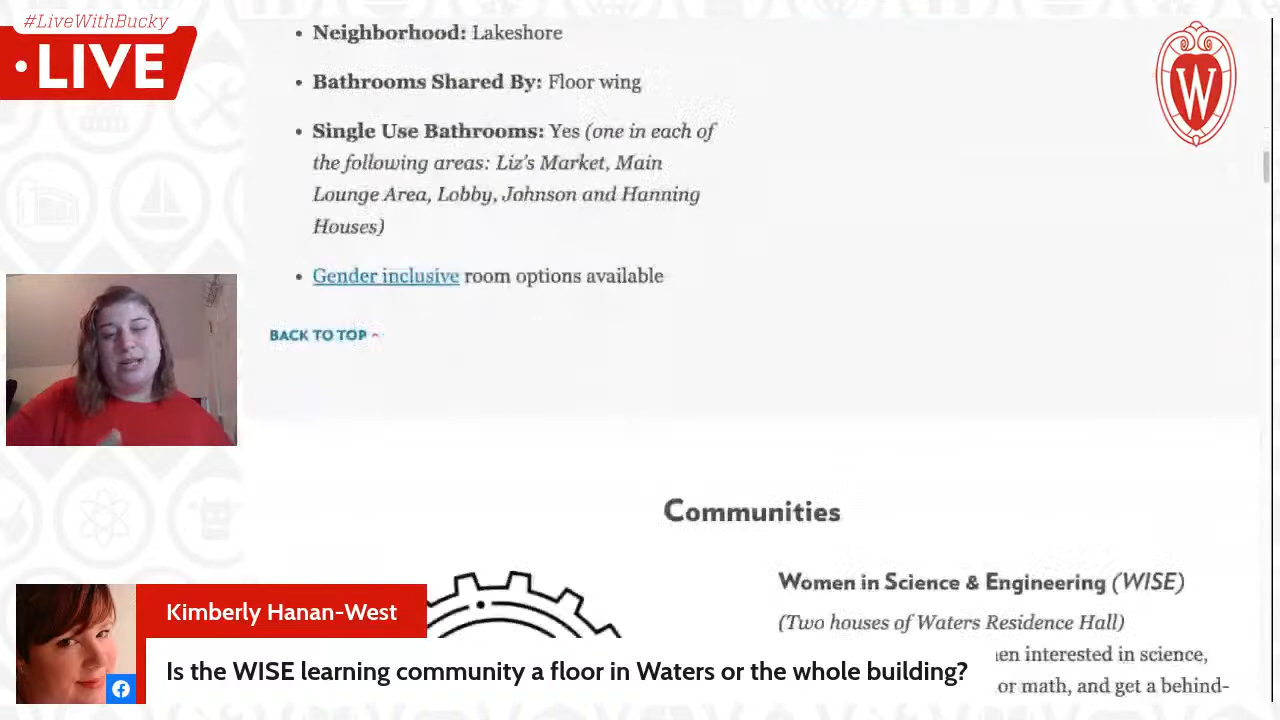 #LiveWithBucky
• LIVE
W
• Neighborhood: Lakeshore
• Bathrooms Shared By: Floor wing
• Single Use Bathrooms: Yes (one in each of
the following areas: Liz's Market, Main
Lounge Area, Lobby, Johnson and Hanning
Houses)
• Gender inclusive room options available
BACK TO TOP ^
Communities
Women in Science & Engineering (WISE)
(Two houses of Waters Residence Hall)
interested in science,
or math, and get a behind-
Kimberly Hanan-West
Is the WISE learning community a floor in Waters or the whole building?